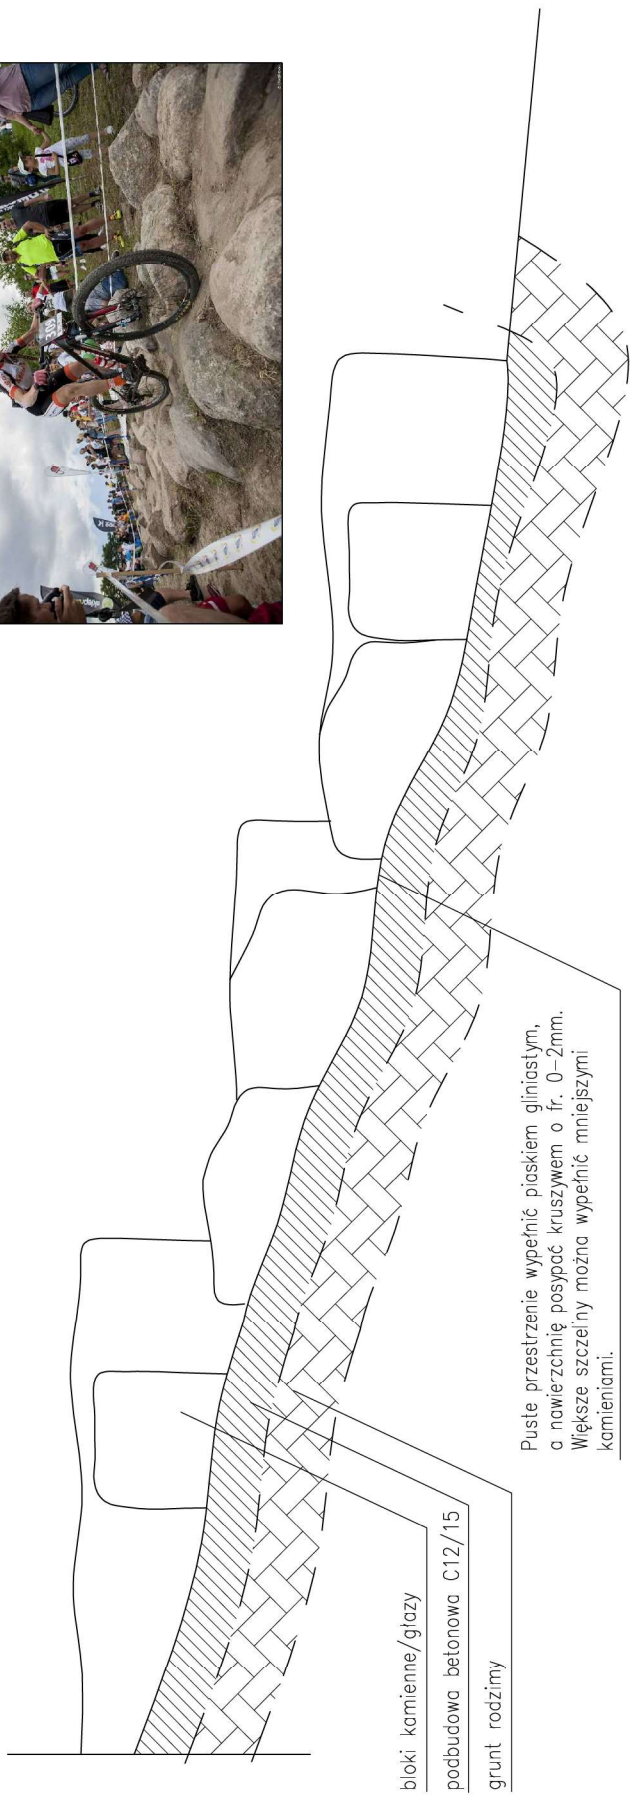 bloki kamienne/głazy
podbudowa betonowa C12/15
grunt rodzimy
Puste przestrzenie wypełnić piaskiem gliniastym,
a nawierzchnię posypać kruszywem o fr. 0-2mm.
Większe szczeliny można wypełnić mniejszymi
kamieniami.